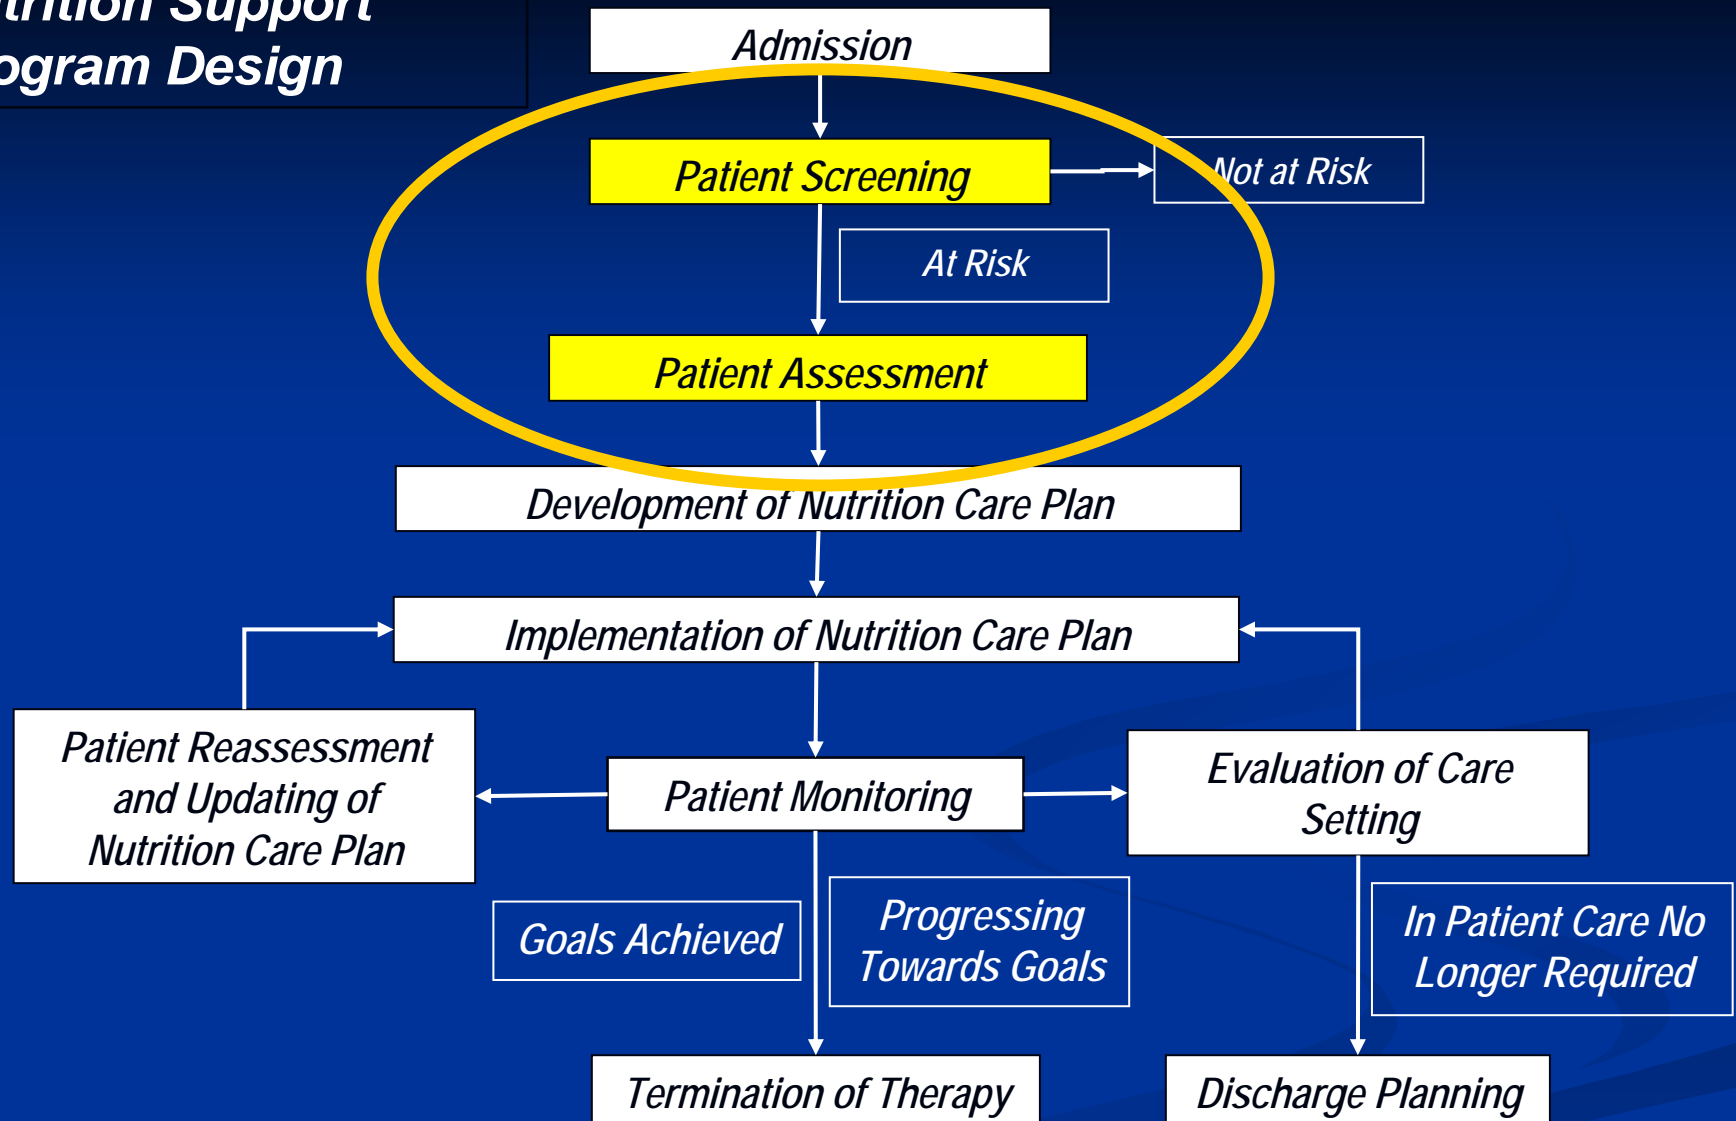 Support
Program Design
Admission
Patient Screening
Not at Risk
At Risk
Patient Assessment
Development of Nutrition Care Plan
Implementation of Nutrition Care Plan
Patient Reassessment
and Updating of
Nutrition Care Plan
Patient Monitoring
Evaluation of Care
Setting
Goals Achieved
Progressing
Towards Goals
In Patient Care No
Longer Required
Termination of Therapy
Discharge Planning